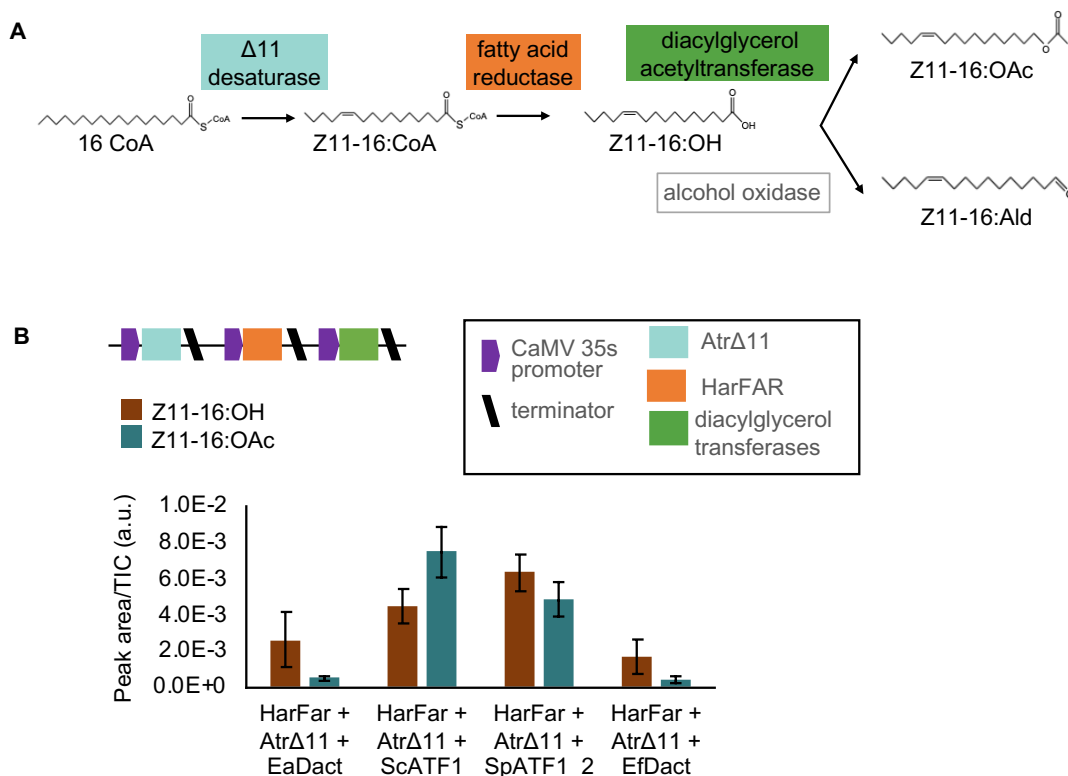 A
Δ11
desaturase
fatty acid
reductase
diacylglycerol
acetyltransferase
O
S
CoA
16 CoA
O
S
CoA
Z11-16:CoA
O
OH
Z11-16:OH
alcohol oxidase
O
O
Z11-16:OAc
O
Z11-16:Ald
B
CaMV 35s
promoter
terminator
AtrΔ11
HarFAR
diacylglycerol
transferases
Z11-16:OH
Z11-16:OAc
Peak area/TIC (a.u.)
1.0E-2
8.0E-3
6.0E-3
4.0E-3
2.0E-3
0.0E+0
HarFar +
AtrΔ11 +
EaDact
HarFar +
AtrΔ11 +
ScATF1
HarFar +
AtrΔ11 +
SpATF1 2
HarFar +
AtrΔ11 +
EfDact